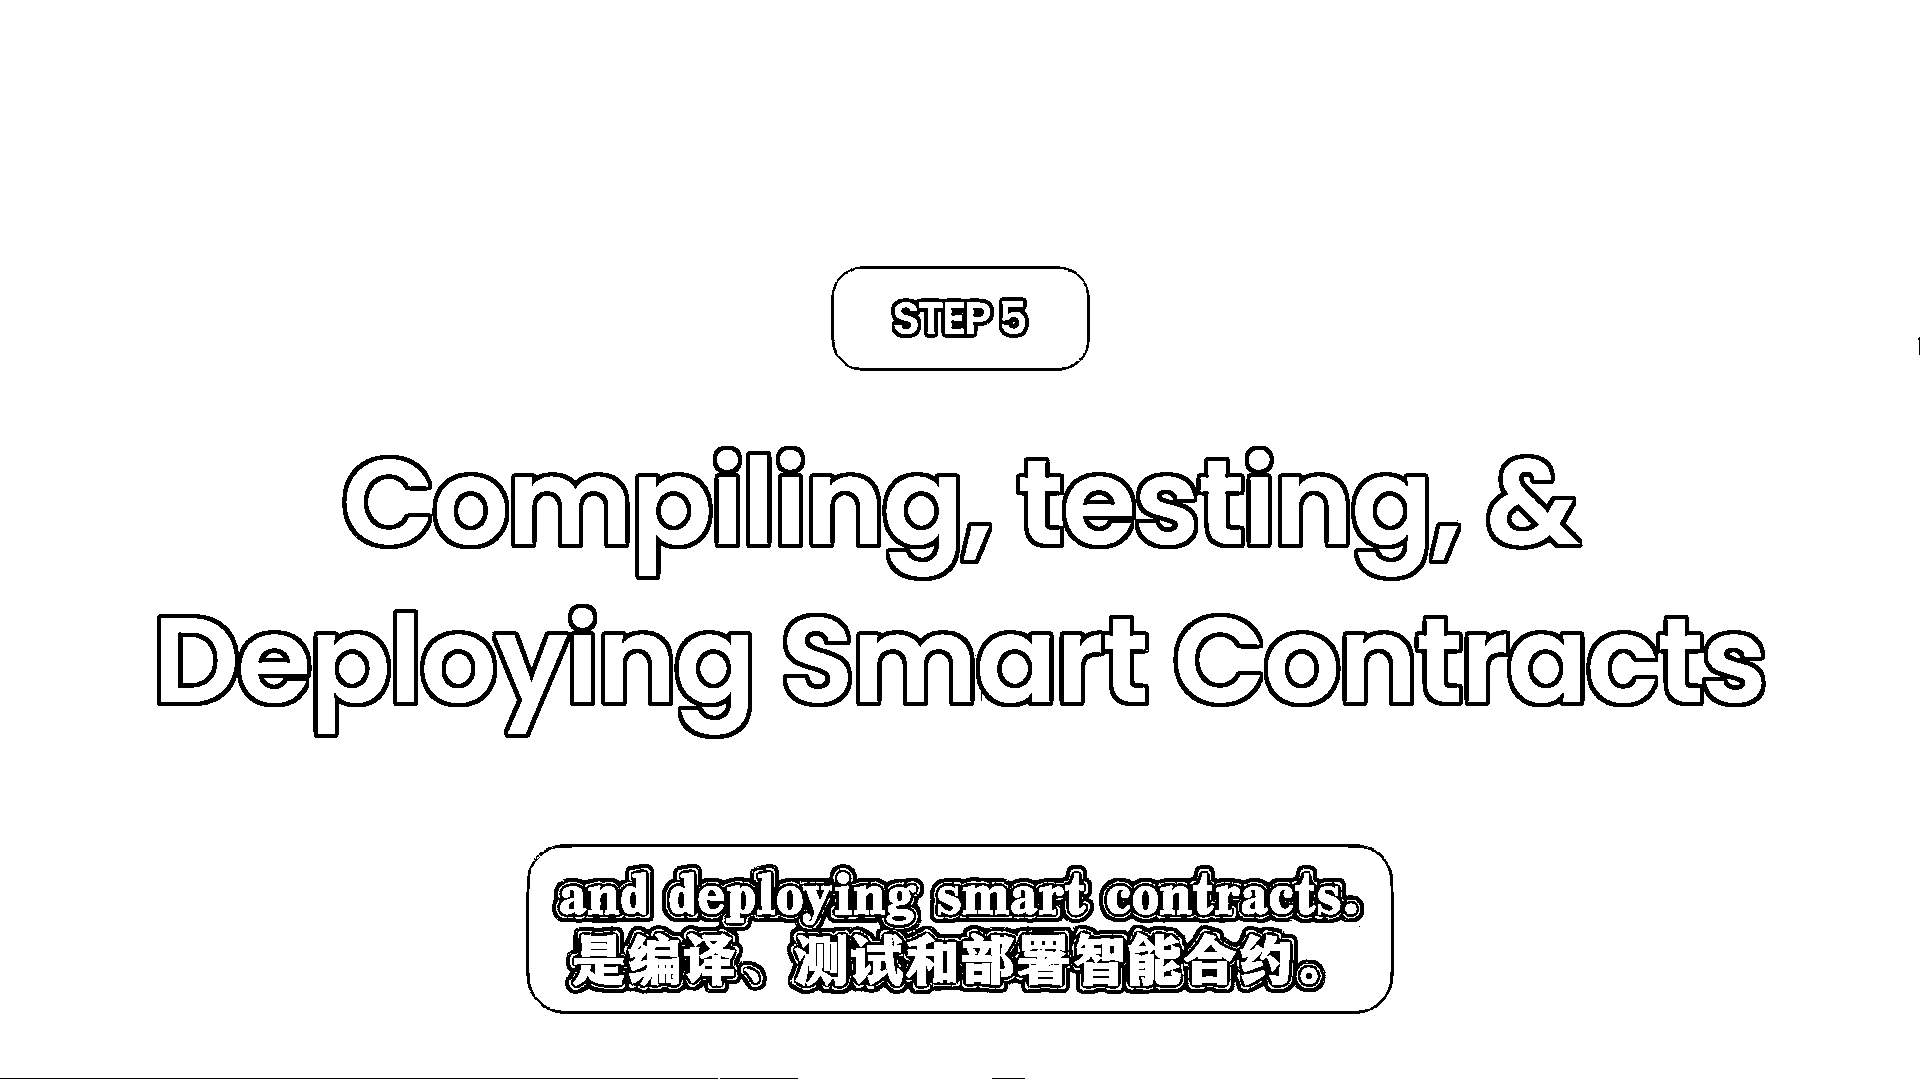 STEP 5
Compiling, testing, &
Deploying Smart Contracts
and deploying smart contracts.
是编译、测试和部署智能合约。